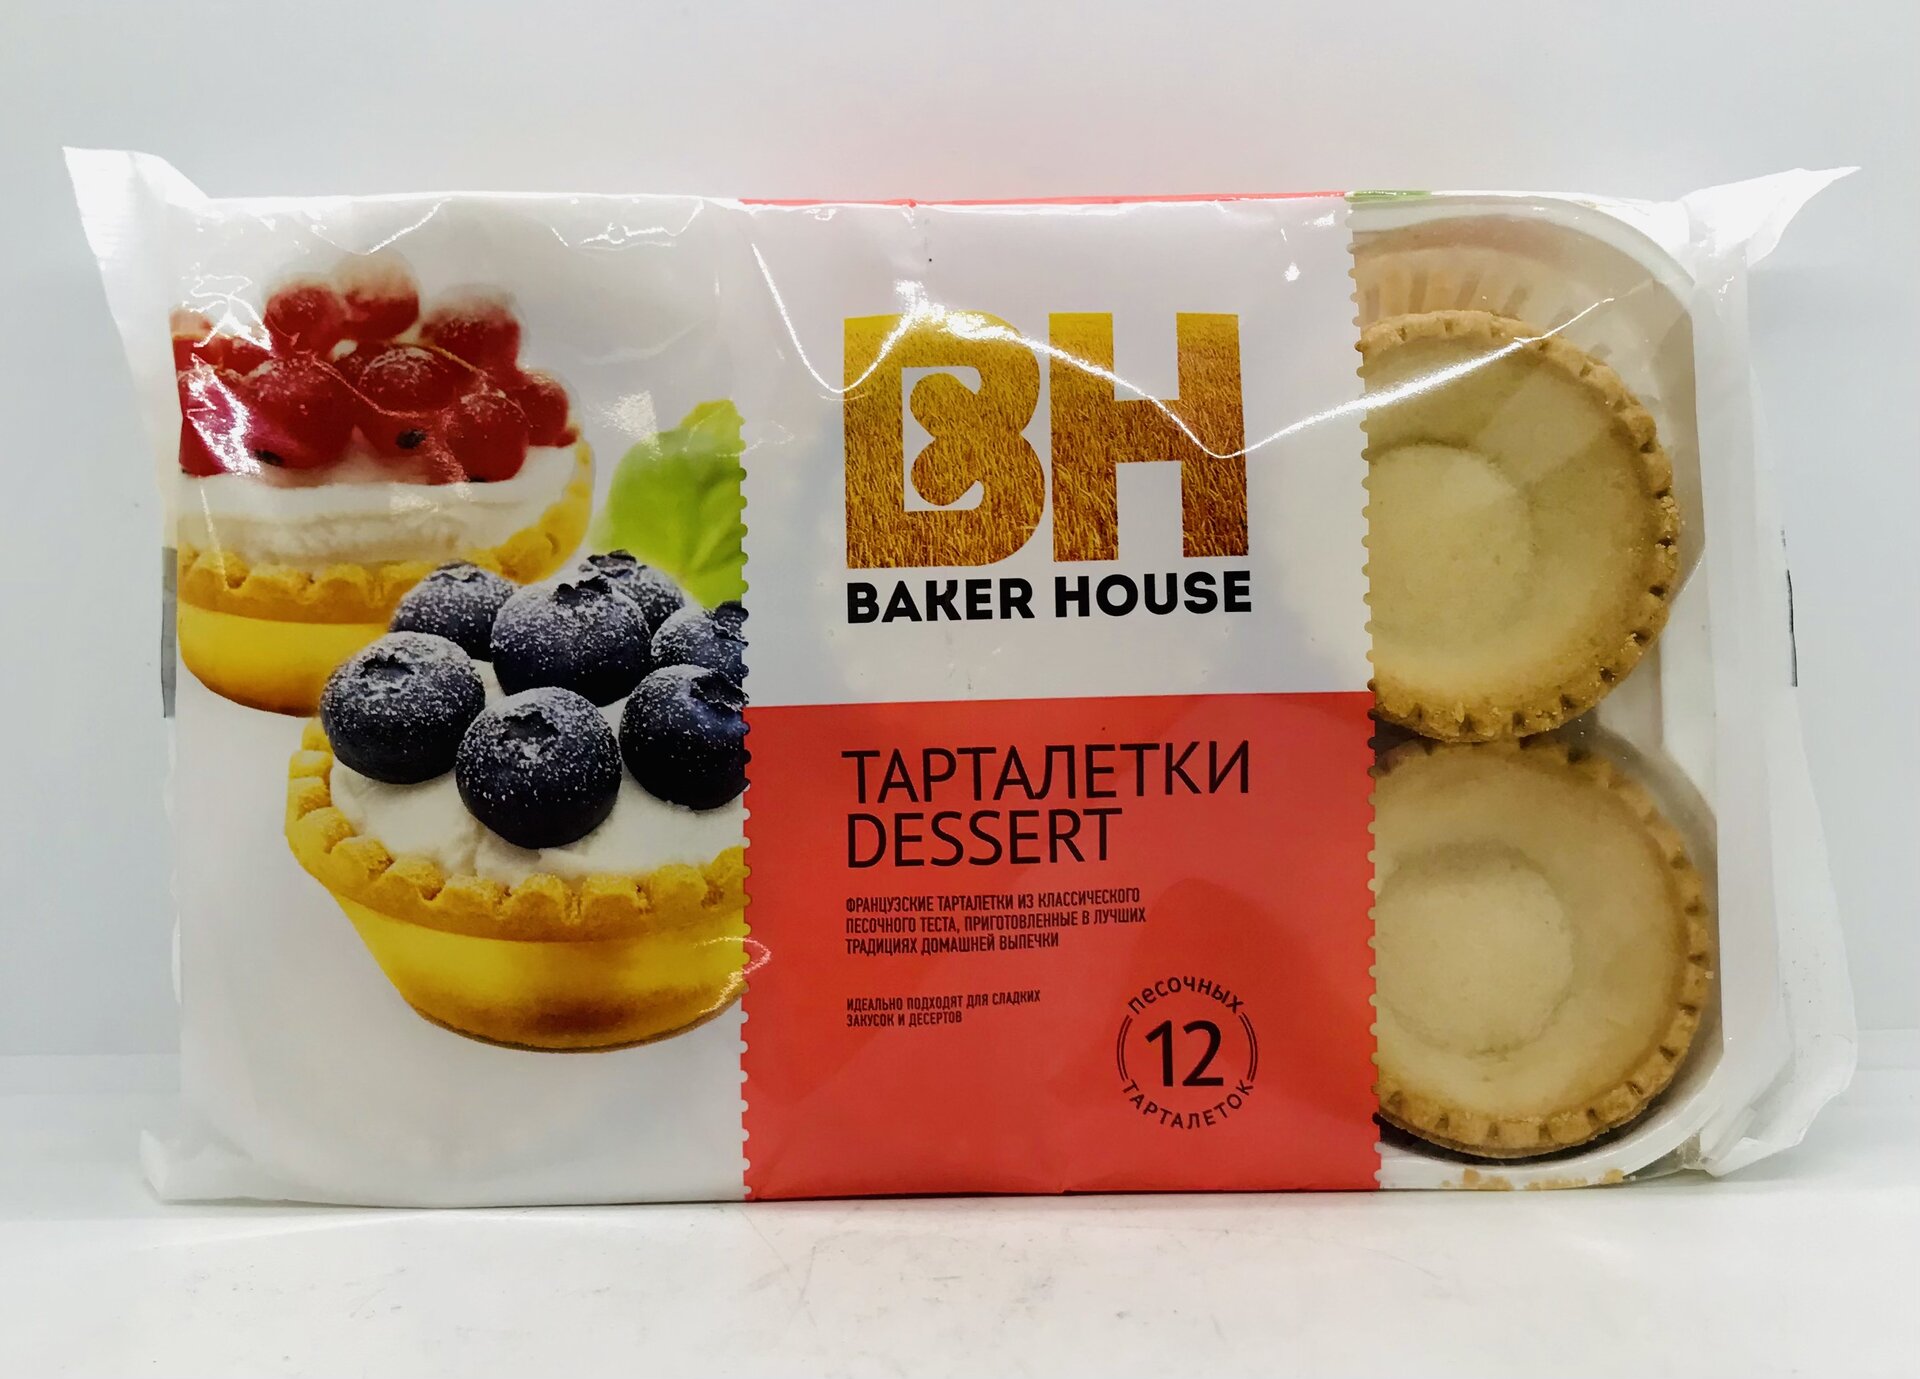 BH
BAKER HOUSE
ТАРТАЛЕТКИ
DESSERT
ФРАНЦУЗСКИЕ ТАРТАЛЕТКИ ИЗ КЛАССИЧЕСКОГО
ПЕСОЧНОГО ТЕСТА, ПРИГОТОВЛЕННЫЕ В ЛУЧШИХ
ТРАДИЦИЯХ ДОМАШНЕЙ ВЫПЕЧКИ
ИДЕАЛЬНО ПОДХОДЯТ ДЛЯ СЛАДКИХ
ЗАКУСОК И ДЕСЕРТОВ
ПЕСОЧНЫХ
12
ТАРТАЛЕТОК